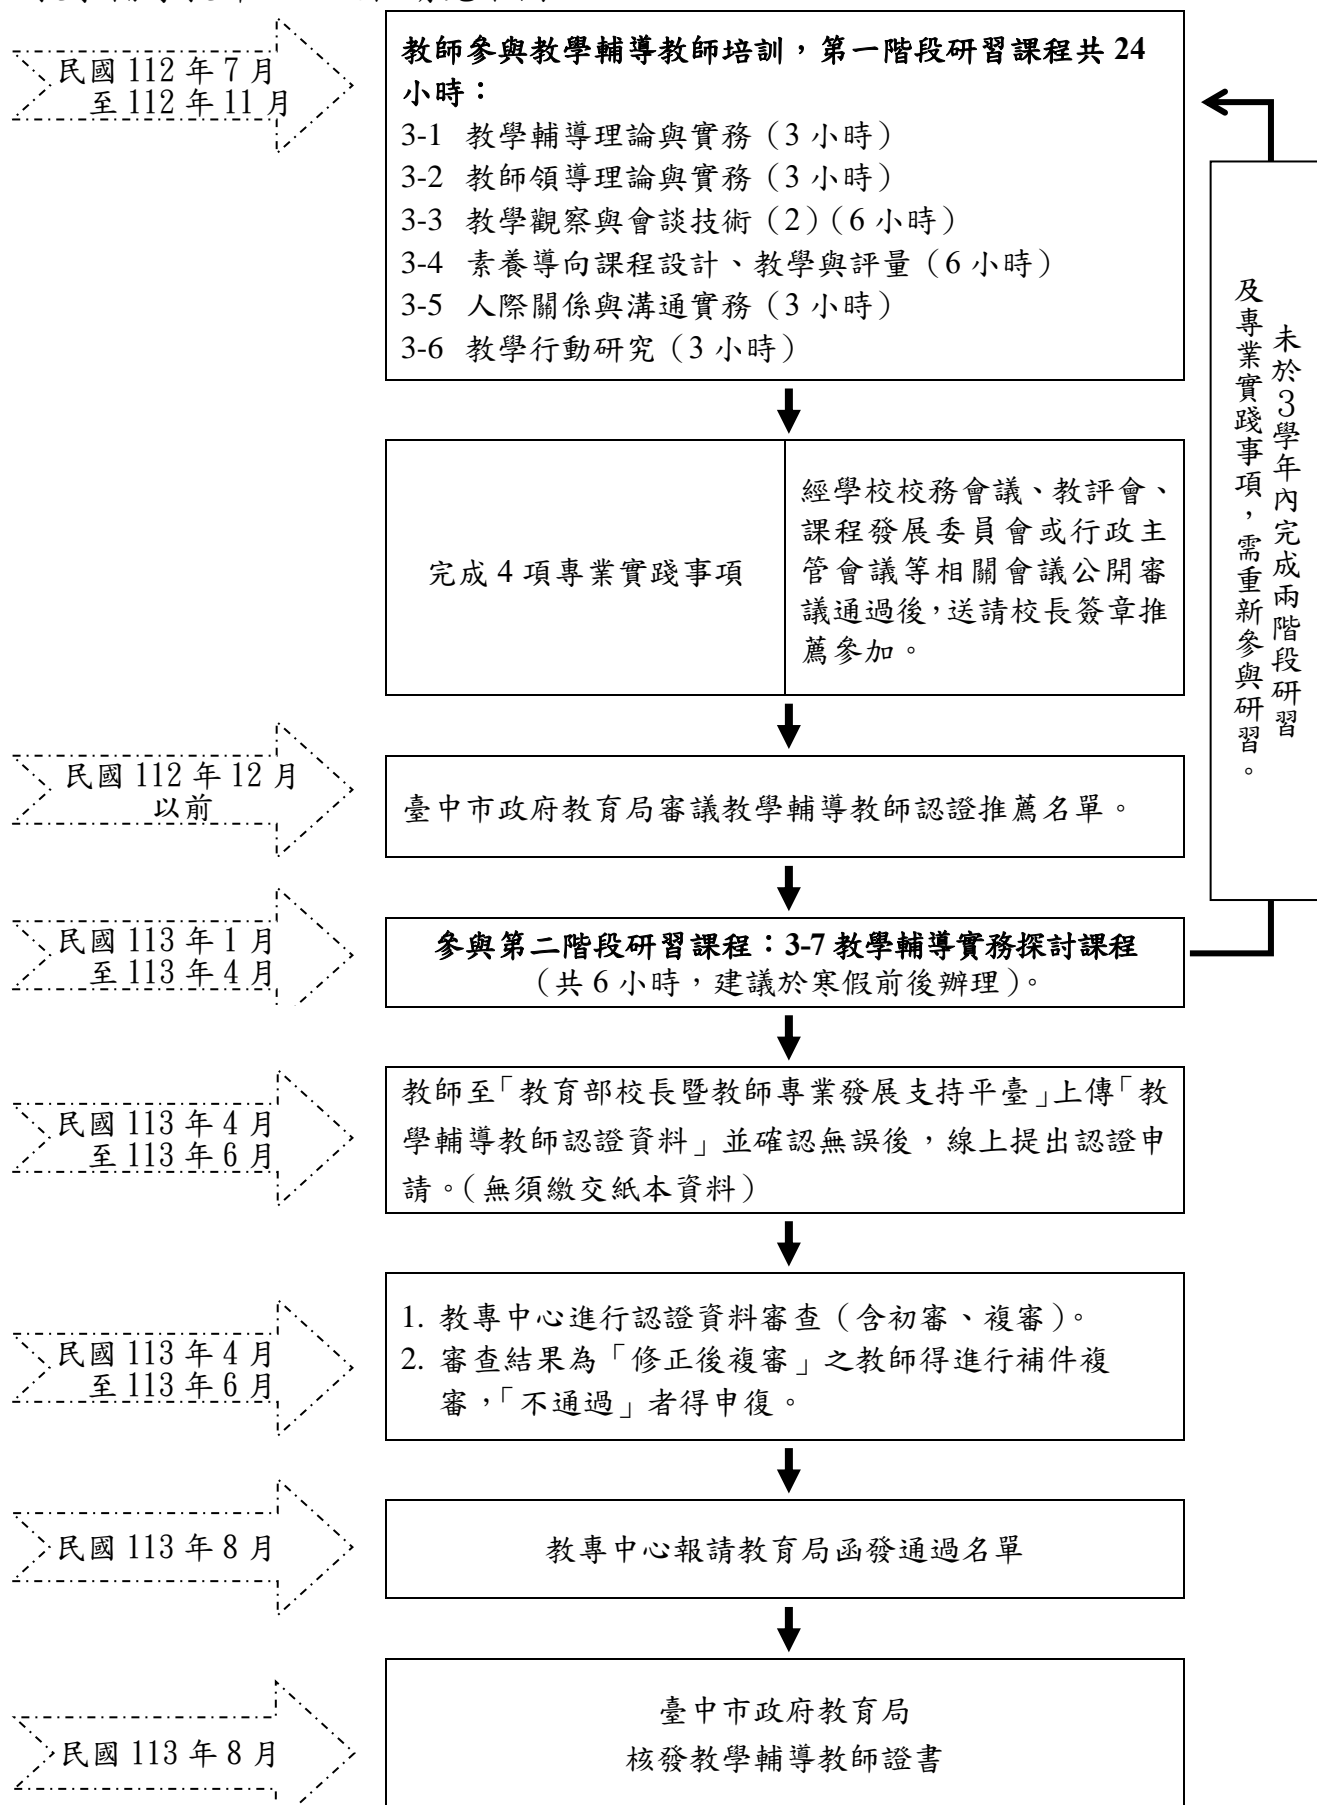 民國 112 年 7 月
至 112 年 11 月
教師參與教學輔導教師培訓，第一階段研習課程共 24
小時：
3-1 教學輔導理論與實務（3 小時）
3-2 教師領導理論與實務（3 小時）
3-3 教學觀察與會談技術（2）（6 小時）
3-4 素養導向課程設計、教學與評量（6 小時）
3-5 人際關係與溝通實務（3 小時）
3-6 教學行動研究（3 小時）
未於3學年內完成兩階段研習
及專業實踐事項，需重新參與研習。
完成 4 項專業實踐事項
經學校校務會議、教評會、
課程發展委員會或行政主
管會議等相關會議公開審
議通過後，送請校長簽章推
薦參加。
民國 112 年 12 月
以前
臺中市政府教育局審議教學輔導教師認證推薦名單。
民國 113 年 1 月
至 113 年 4 月
參與第二階段研習課程：3-7 教學輔導實務探討課程
（共 6 小時，建議於寒假前後辦理）。
民國 113 年 4 月
至 113 年 6 月
教師至「教育部校長暨教師專業發展支持平臺」上傳「教
學輔導教師認證資料」並確認無誤後，線上提出認證申
請。（無須繳交紙本資料）
民國 113 年 4 月
至 113 年 6 月
1. 教專中心進行認證資料審查（含初審、複審）。
2. 審查結果為「修正後複審」之教師得進行補件複
審，「不通過」者得申復。
民國 113 年 8 月
教專中心報請教育局函發通過名單
民國 113 年 8 月
臺中市政府教育局
核發教學輔導教師證書